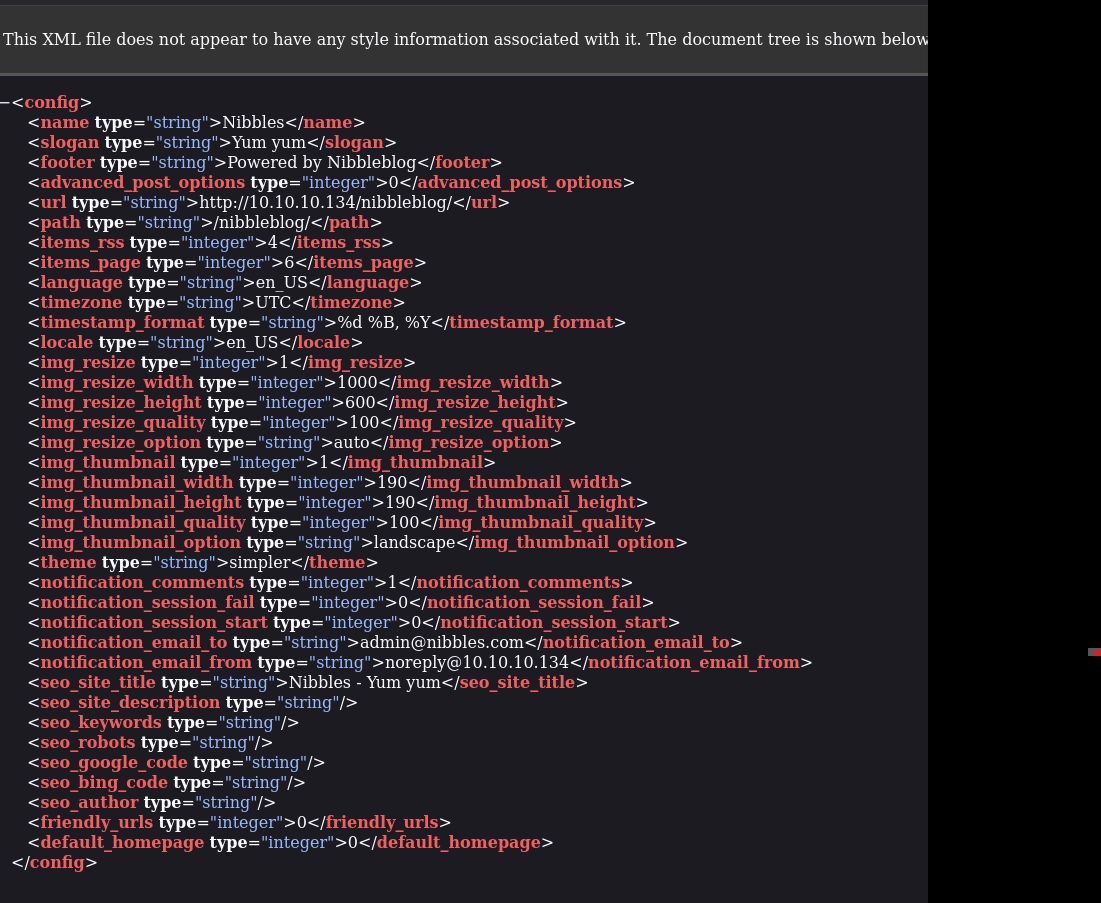 This XML file does not appear to have any style information associated with it. The document tree is shown below
−<config>
<name type="string">Nibbles</name>
<slogan type="string">Yum yum</slogan>
<footer type="string">Powered by Nibbleblog</footer>
<advanced_post_options type="integer">0</advanced_post_options>
<url type="string">http://10.10.10.134/nibbleblog/</url>
<path type="string">/nibbleblog/</path>
<items_rss type="integer">4</items_rss>
<items_page type="integer">6</items_page>
<language type="string">en_US</language>
<timezone type="string">UTC</timezone>
<timestamp_format type="string">%d %B, %Y</timestamp_format>
<locale type="string">en_US</locale>
<img_resize type="integer">1</img_resize>
<img_resize_width type="integer">1000</img_resize_width>
<img_resize_height type="integer">600</img_resize_height>
<img_resize_quality type="integer">100</img_resize_quality>
<img_resize_option type="string">auto</img_resize_option>
<img_thumbnail type="integer">1</img_thumbnail>
<img_thumbnail_width type="integer">190</img_thumbnail_width>
<img_thumbnail_height type="integer">190</img_thumbnail_height>
<img_thumbnail_quality type="integer">100</img_thumbnail_quality>
<img_thumbnail_option type="string">landscape</img_thumbnail_option>
<theme type="string">simpler</theme>
<notification_comments type="integer">1</notification_comments>
<notification_session_fail type="integer">0</notification_session_fail>
<notification_session_start type="integer">0</notification_session_start>
<notification_email_to type="string">admin@nibbles.com</notification_email_to>
<notification_email_from type="string">noreply@10.10.10.134</notification_email_from>
<seo_site_title type="string">Nibbles - Yum yum</seo_site_title>
<seo_site_description type="string"/>
<seo_keywords type="string"/>
<seo_robots type="string"/>
<seo_google_code type="string"/>
<seo_bing_code type="string"/>
<seo_author type="string"/>
<friendly_urls type="integer">0</friendly_urls>
<default_homepage type="integer">0</default_homepage>
</config>